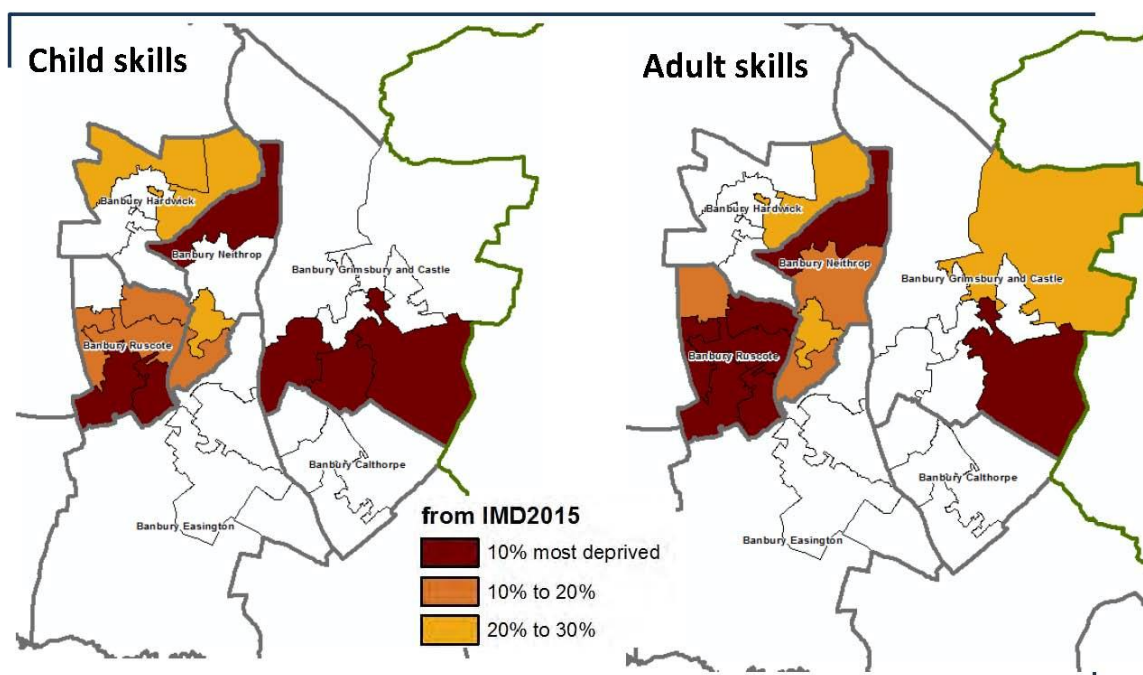 Child skills
Banbury Hardwick
Banbury Neithrop
Banbury Grimsbury and Castle
Banbury Ruscote
Banbury Calthorpe
Banbury Easington
Adult skills
Banbury Hardwick
Banbury Neithrop
Banbury Grimsbury and Castle
Banbury Ruscote
Banbury Calthorpe
Banbury Easington
from IMD2015
10% most deprived
10% to 20%
20% to 30%